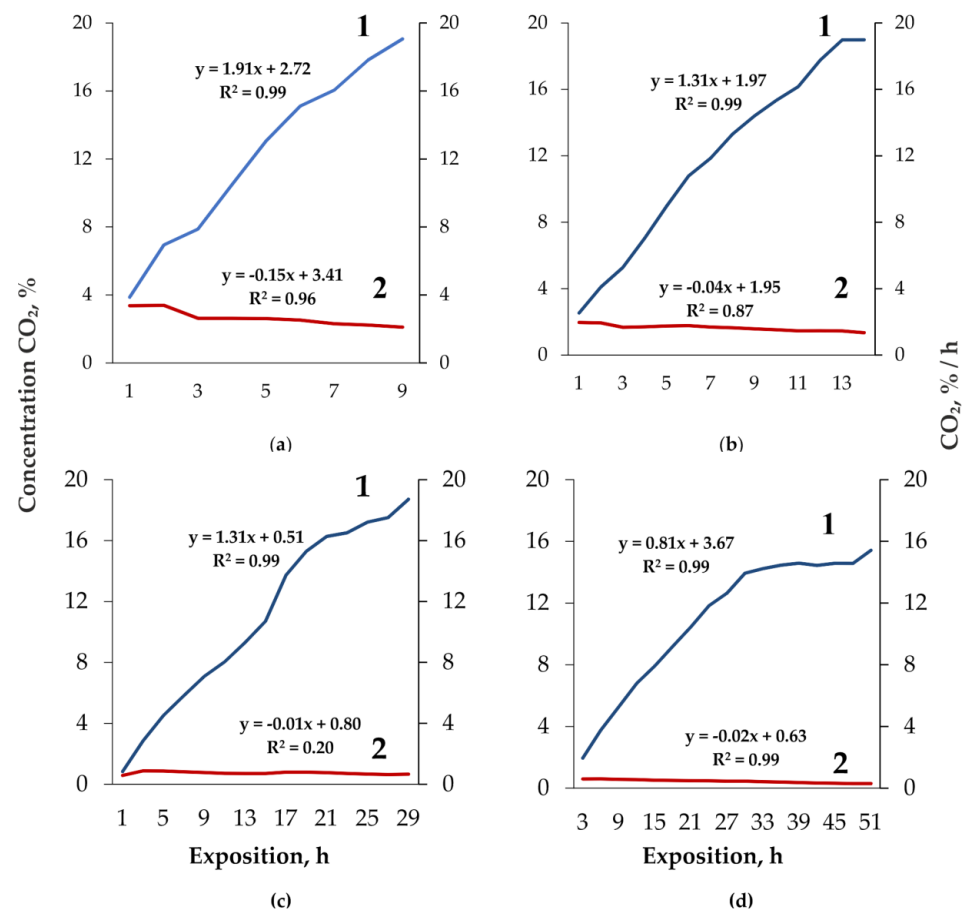 Concentration CO₂, %
CO₂, % / h
20
16
12
8
4
0
1
y = 1.91x + 2.72
R² = 0.99
y = -0.15x + 3.41
R² = 0.96
2
20
16
12
8
4
0
1 3 5 7 9
(a)
20
16
12
8
4
0
1
y = 1.31x + 1.97
R² = 0.99
y = -0.04x + 1.95
R² = 0.87
2
20
16
12
8
4
0
1 3 5 7 9 11 13
(b)
20
16
12
8
4
0
1
y = 1.31x + 0.51
R² = 0.99
y = -0.01x + 0.80
R² = 0.20
2
20
16
12
8
4
0
1 5 9 13 17 21 25 29
Exposition, h
(c)
20
16
12
8
4
0
1
y = 0.81x + 3.67
R² = 0.99
y = -0.02x + 0.63
R² = 0.99
2
20
16
12
8
4
0
3 9 15 21 27 33 39 45 51
Exposition, h
(d)